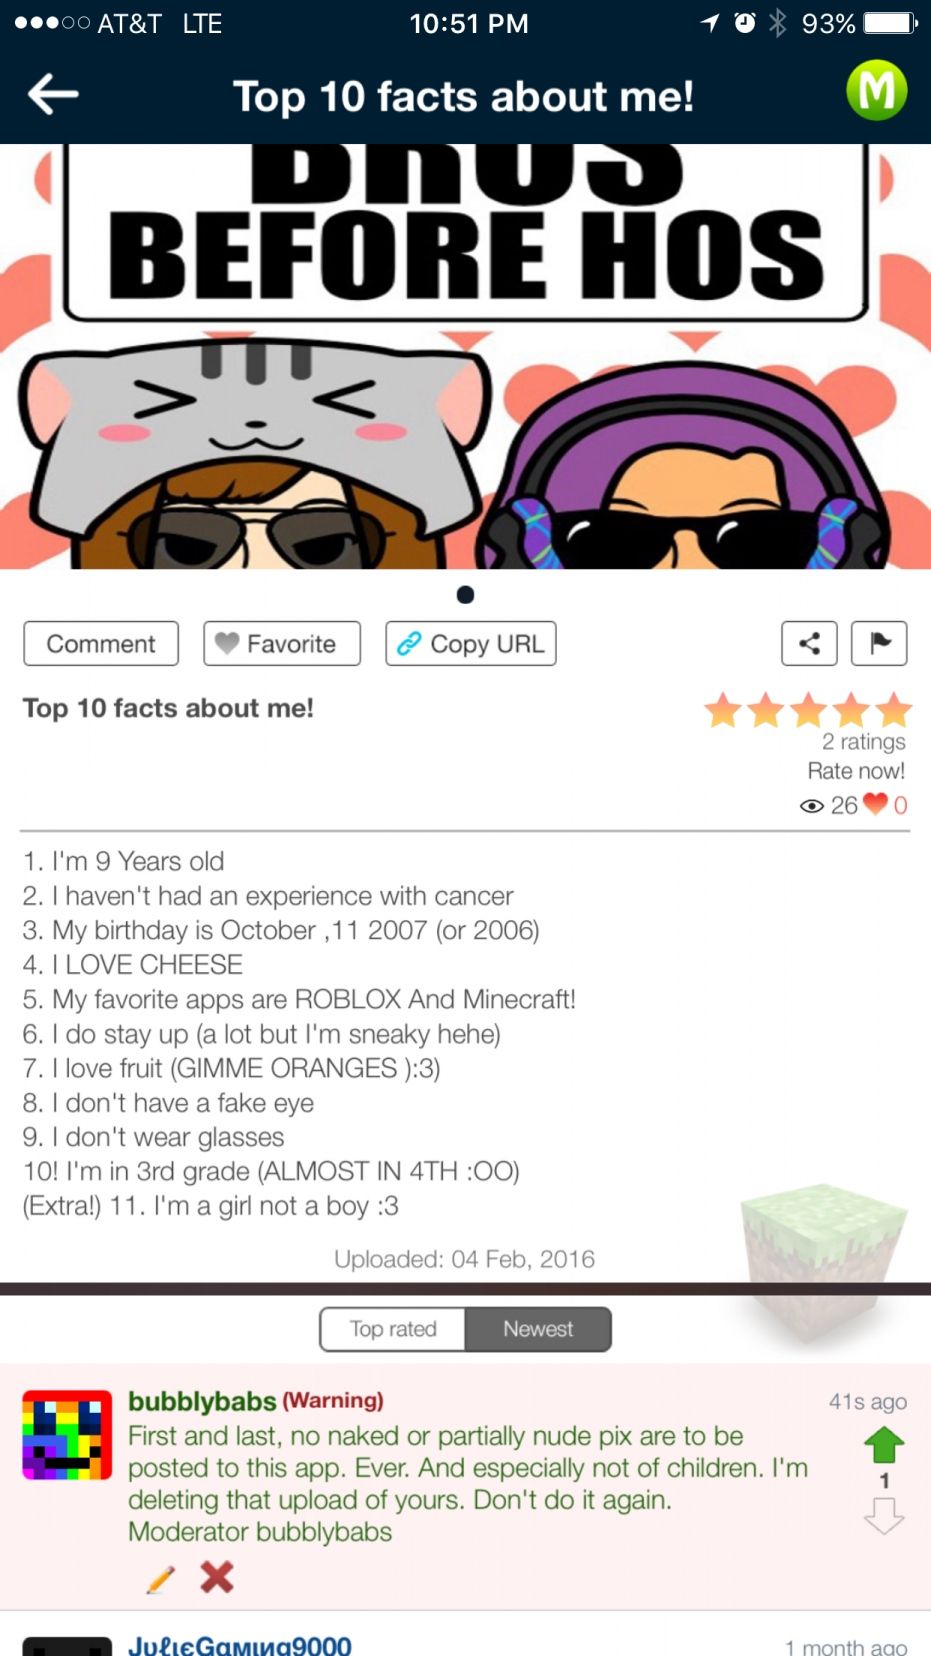 AT&T LTE 10:51 PM 93%
Top 10 facts about me!
M
BROS
BEFORE HOS
Comment Favorite Copy URL
Top 10 facts about me!
2 ratings
Rate now!
26 0
1. I'm 9 Years old
2. I haven't had an experience with cancer
3. My birthday is October ,11 2007 (or 2006)
4. I LOVE CHEESE
5. My favorite apps are ROBLOX And Minecraft!
6. I do stay up (a lot but I'm sneaky hehe)
7. I love fruit (GIMME ORANGES ):3)
8. I don't have a fake eye
9. I don't wear glasses
10! I'm in 3rd grade (ALMOST IN 4TH :OO)
(Extra!) 11. I'm a girl not a boy :3
Uploaded: 04 Feb, 2016
Top rated Newest
bubblybabs (Warning) 41s ago
First and last, no naked or partially nude pix are to be
posted to this app. Ever. And especially not of children. I'm
deleting that upload of yours. Don't do it again.
Moderator bubblybabs
1
JυℓιєGαмιиg9000 1 month ago